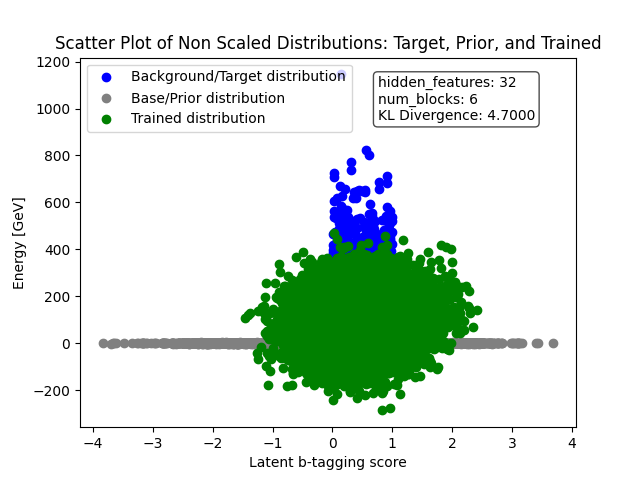 Scatter Plot of Non Scaled Distributions: Target, Prior, and Trained
Background/Target distribution
Base/Prior distribution
Trained distribution
hidden_features: 32
num_blocks: 6
KL Divergence: 4.7000
Energy [GeV]
1200
1000
800
600
400
200
0
−200
−4
−3
−2
−1
0
1
2
3
4
Latent b-tagging score